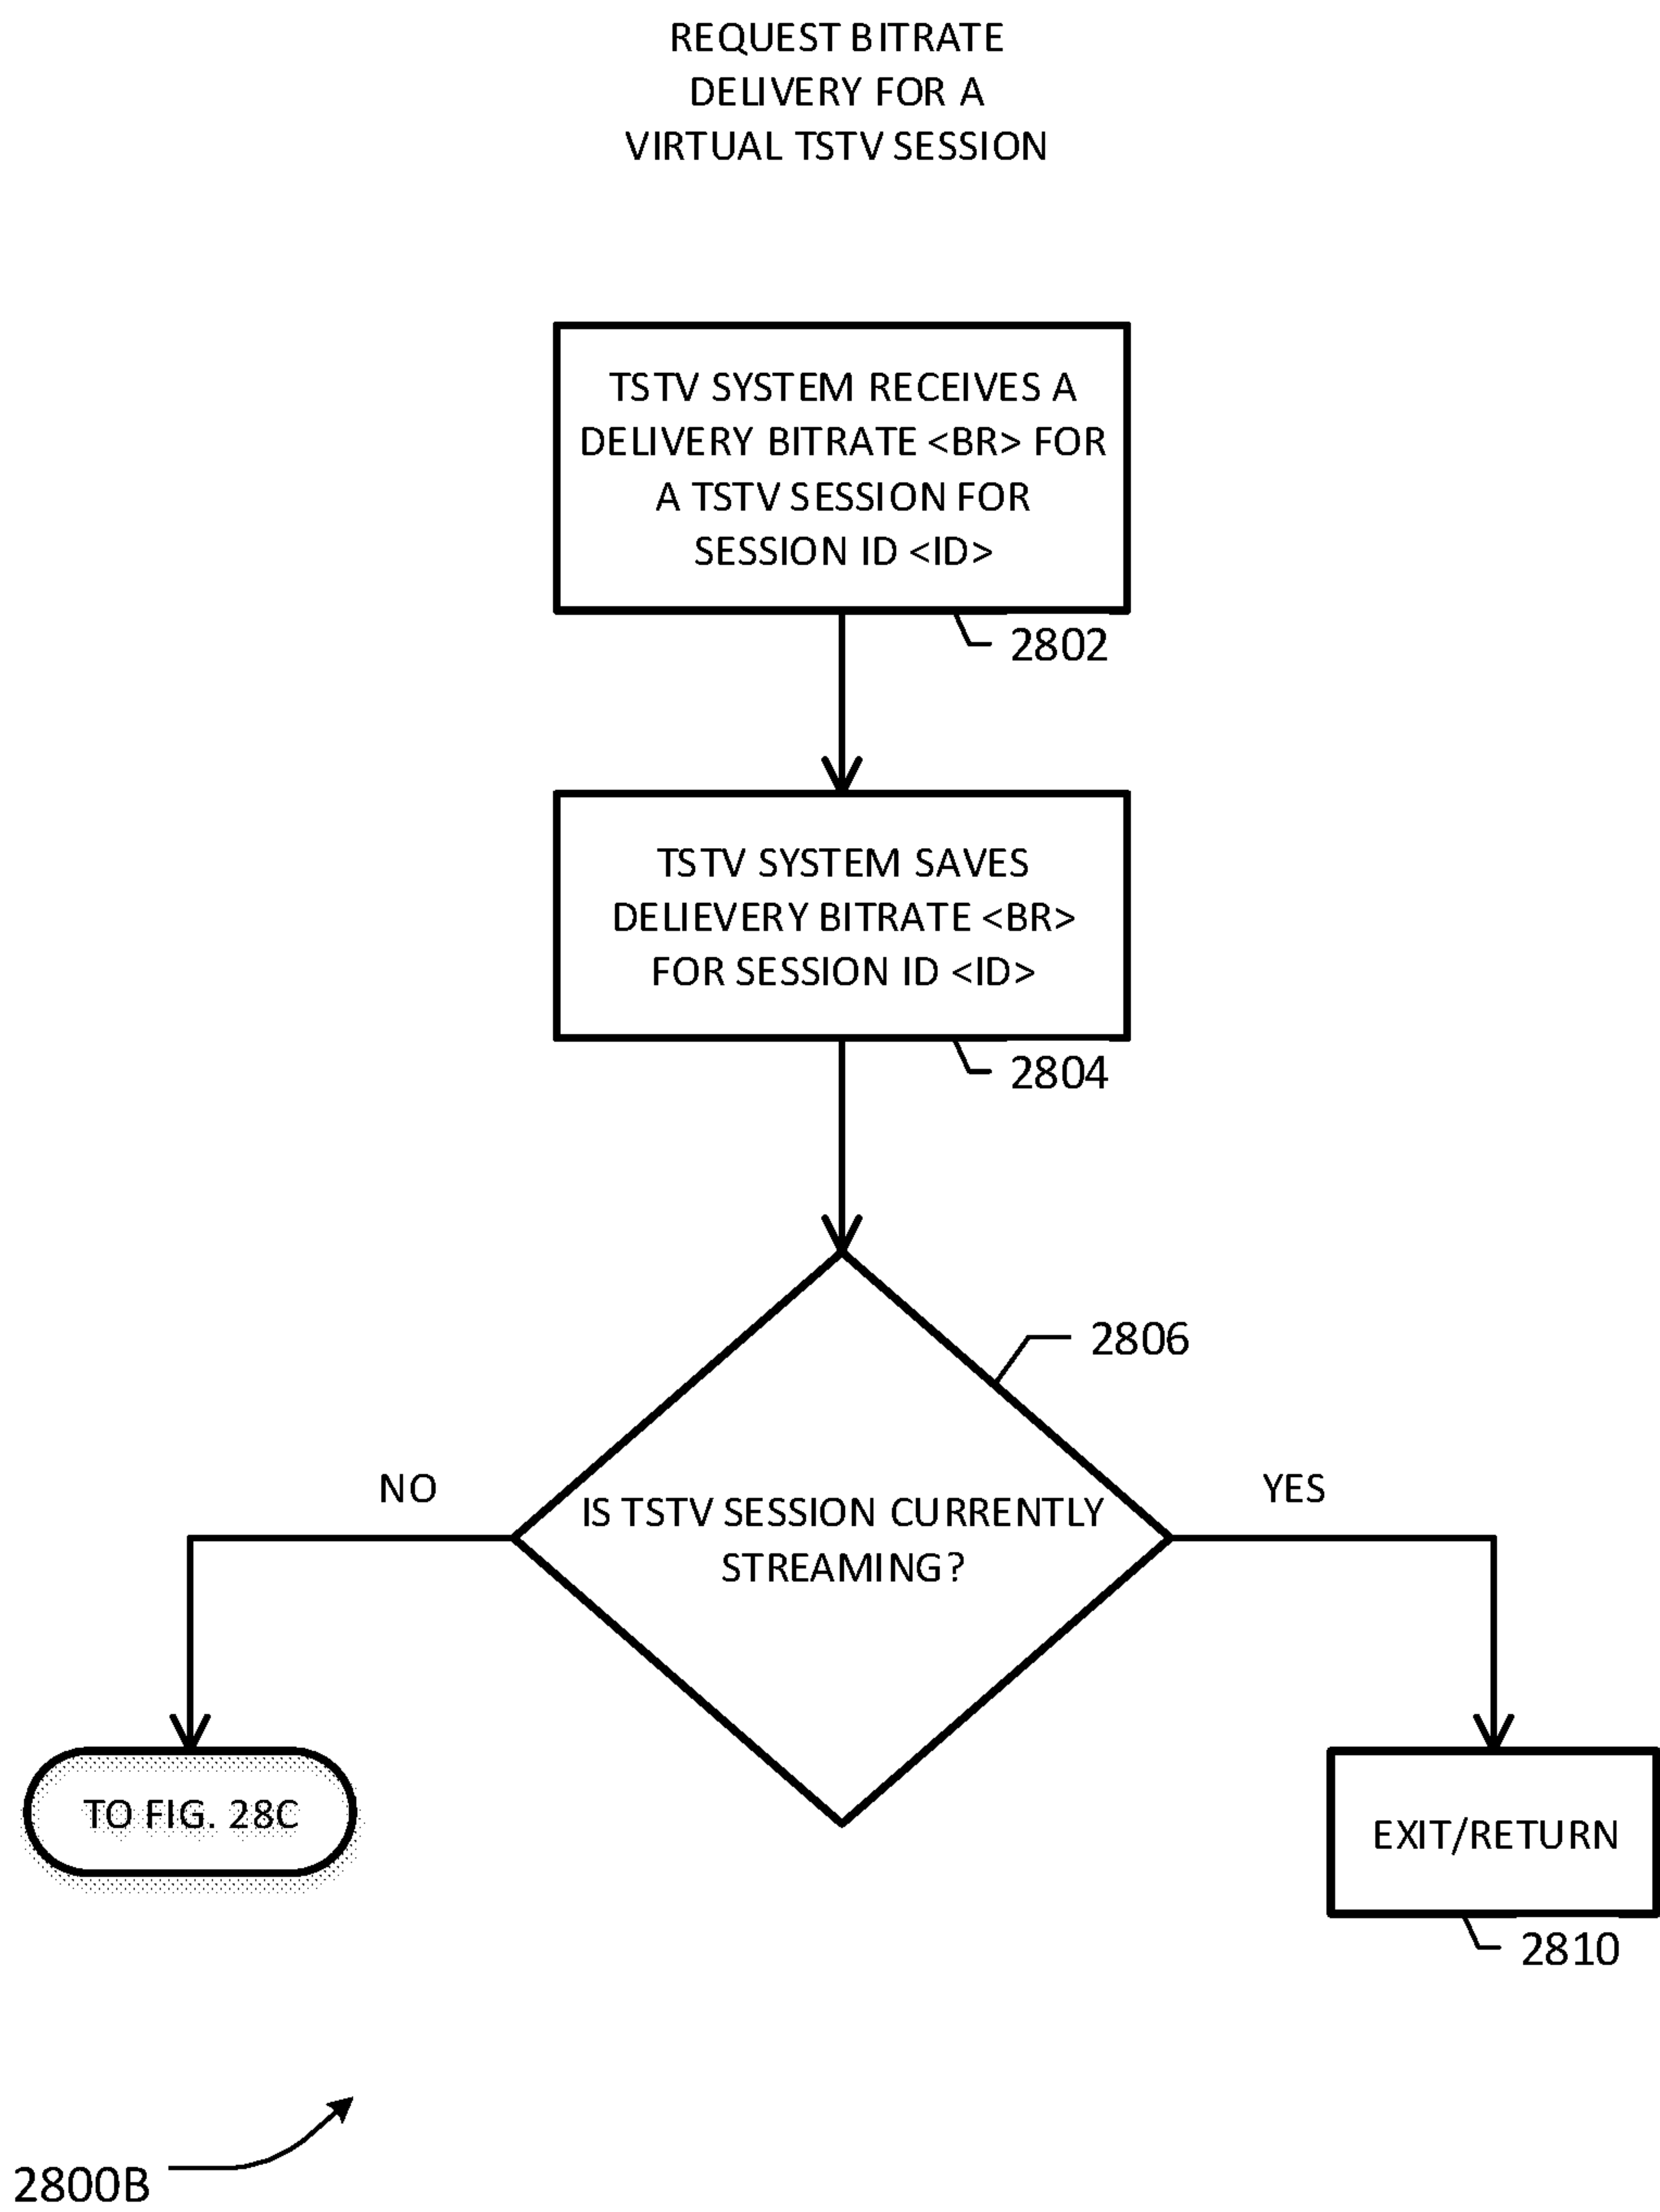 REQUEST BITRATE
DELIVERY FOR A
VIRTUAL TSTV SESSION
TSTV SYSTEM RECEIVES A
DELIVERY BITRATE <BR> FOR
A TSTV SESSION FOR
SESSION ID <ID>
2802
TSTV SYSTEM SAVES
DELIEVERY BITRATE <BR>
FOR SESSION ID <ID>
2804
2806
NO
YES
IS TSTV SESSION CURRENTLY
STREAMING?
TO FIG. 28C
EXIT/RETURN
2810
2800B